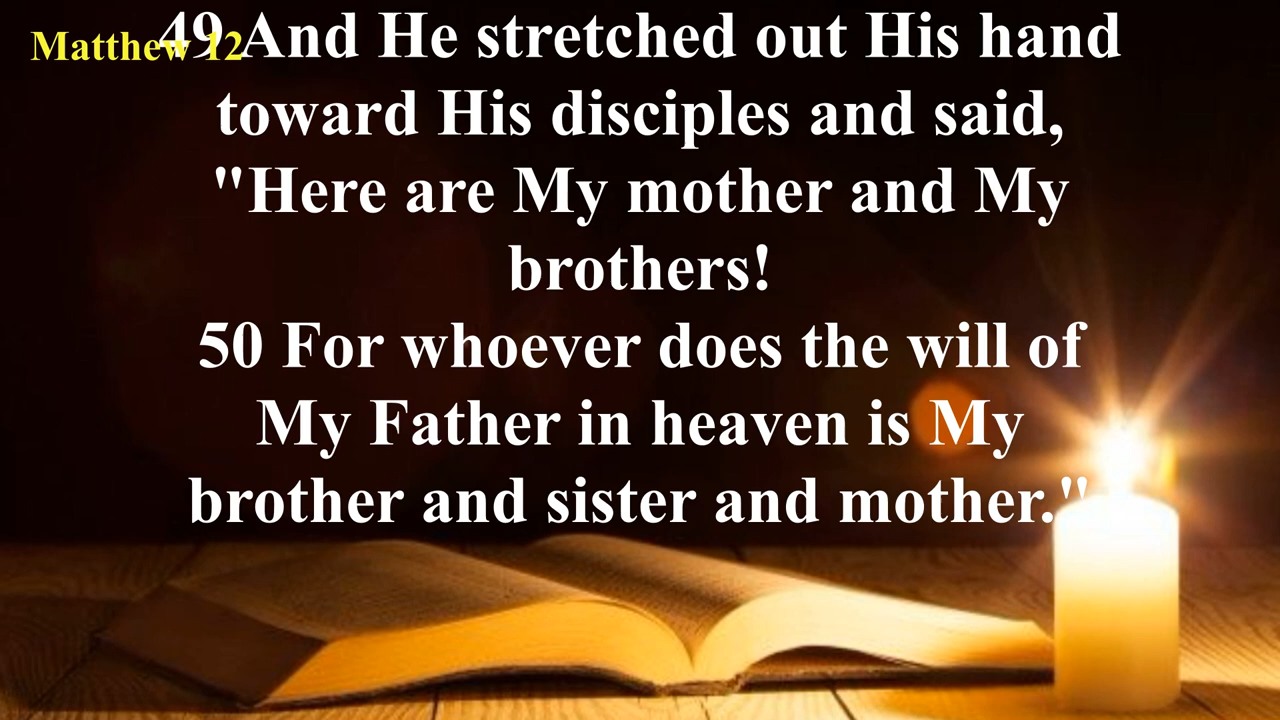 Matthew 12
49 And He stretched out His hand
toward His disciples and said,
"Here are My mother and My
brothers!
50 For whoever does the will of
My Father in heaven is My
brother and sister and mother."